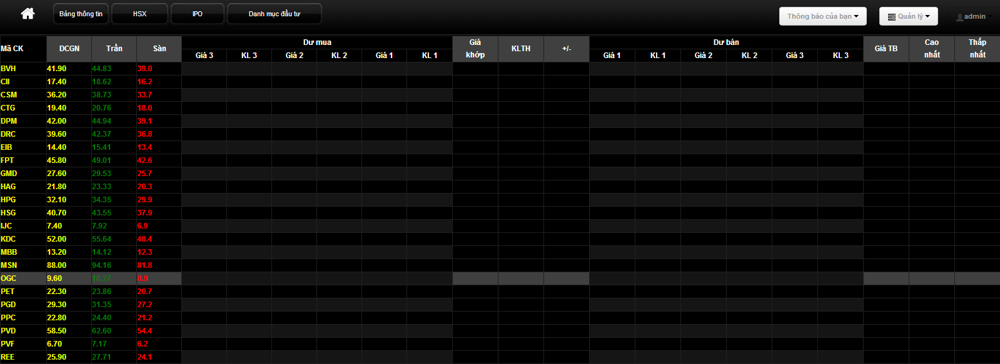 Bảng thông tin HSX IPO Danh mục đầu tư Thông báo của bạn Quản lý admin
Mã CK DCGN Trần Sàn Dư mua Giá khớp KLTH +/- Dư bán Giá TB Cao nhất Thấp nhất
Giá 3 KL 3 Giá 2 KL 2 Giá 1 KL 1 Giá 1 KL 1 Giá 2 KL 2 Giá 3 KL 3
BVH 41.90 44.83 39.0
CII 17.40 18.62 16.2
CSM 36.20 38.73 33.7
CTG 19.40 20.76 18.0
DPM 42.00 44.94 39.1
DRC 39.60 42.37 36.8
EIB 14.40 15.41 13.4
FPT 45.80 49.01 42.6
GMD 27.60 29.53 25.7
HAG 21.80 23.33 20.3
HPG 32.10 34.35 29.9
HSG 40.70 43.55 37.9
IJC 7.40 7.92 6.9
KDC 52.00 55.64 48.4
MBB 13.20 14.12 12.3
MSN 88.00 94.16 81.8
OGC 9.60 10.27 8.9
PET 22.30 23.86 20.7
PGD 29.30 31.35 27.2
PPC 22.80 24.40 21.2
PVD 58.50 62.60 54.4
PVF 6.70 7.17 6.2
REE 25.90 27.71 24.1